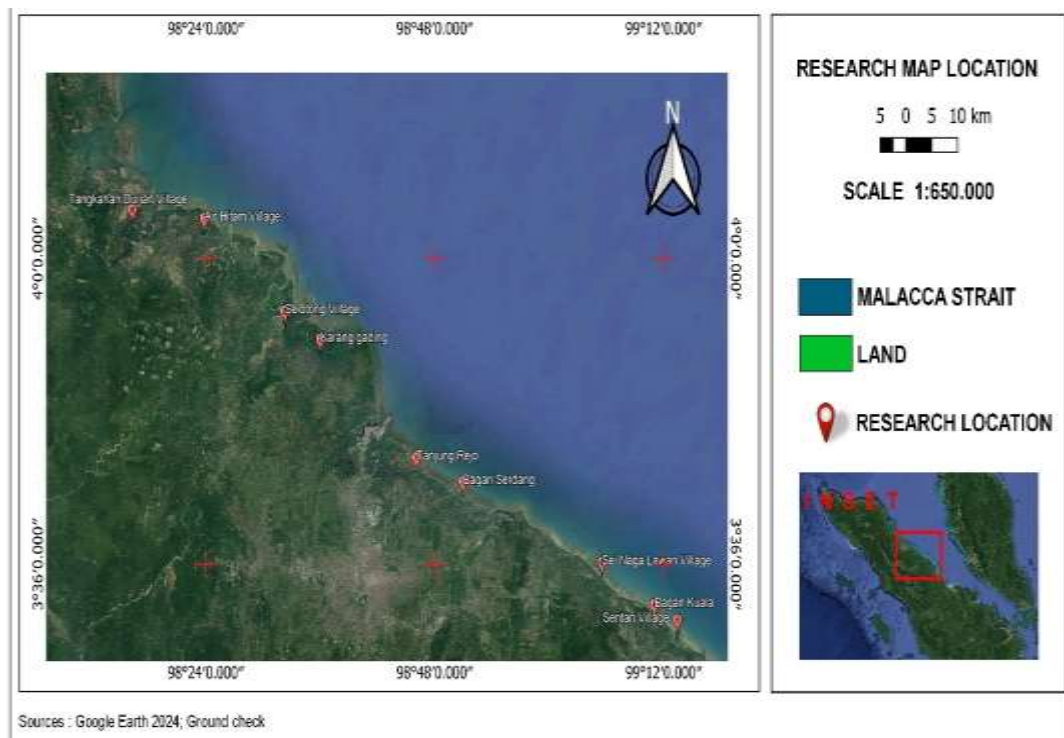 98°24'0.000" 98°48'0.000" 99°12'0.000"
N
Tangkahan Durian Village
Air Hitam Village
4°0'0.000" 4°0'0.000"
Selotong Village
Karang gading
Tanjung Rejo
Bagan Serdang
3°36'0.000" 3°36'0.000"
Sei Naga Lawan Village
Bagan Kuala
Sentan Village
98°24'0.000" 98°48'0.000" 99°12'0.000"
RESEARCH MAP LOCATION
5 0 5 10 km
SCALE 1:650.000
MALACCA STRAIT
LAND
RESEARCH LOCATION
INSET
Sources : Google Earth 2024; Ground check